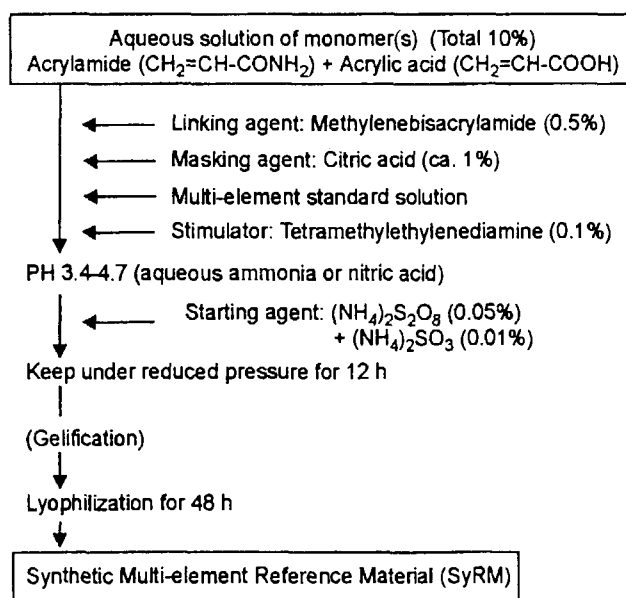 Aqueous solution of monomer(s) (Total 10%)
Acrylamide (CH2=CH-CONH2) + Acrylic acid (CH2=CH-COOH)
Linking agent: Methylenebisacrylamide (0.5%)
Masking agent: Citric acid (ca. 1%)
Multi-element standard solution
Stimulator: Tetramethylethylenediamine (0.1%)
PH 3.4-4.7 (aqueous ammonia or nitric acid)
Starting agent: (NH4)2S2O8 (0.05%)
+ (NH4)2SO3 (0.01%)
Keep under reduced pressure for 12 h
(Gelification)
Lyophilization for 48 h
Synthetic Multi-element Reference Material (SyRM)